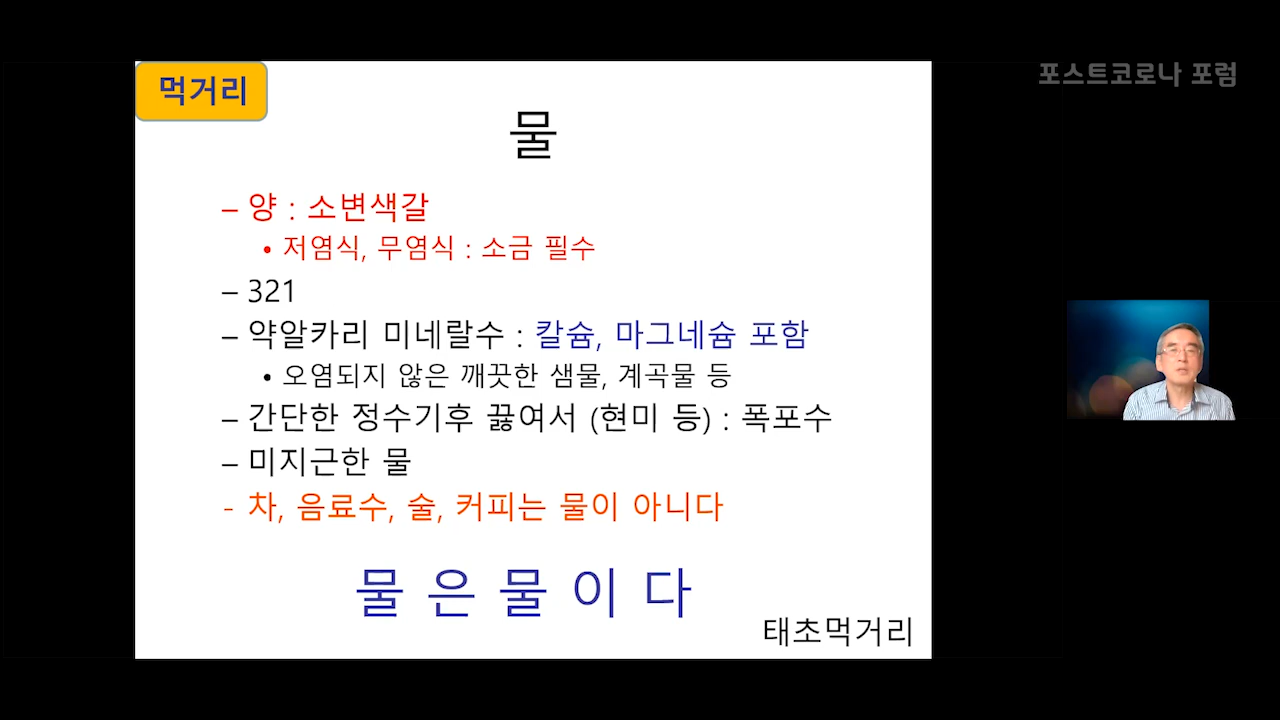 포스트코로나 포럼
먹거리
물
– 양 : 소변색갈
• 저염식, 무염식 : 소금 필수
– 321
– 약알카리 미네랄수 : 칼슘, 마그네슘 포함
• 오염되지 않은 깨끗한 샘물, 계곡물 등
– 간단한 정수기후 끓여서 (현미 등) : 폭포수
– 미지근한 물
- 차, 음료수, 술, 커피는 물이 아니다
물 은 물 이 다
태초먹거리